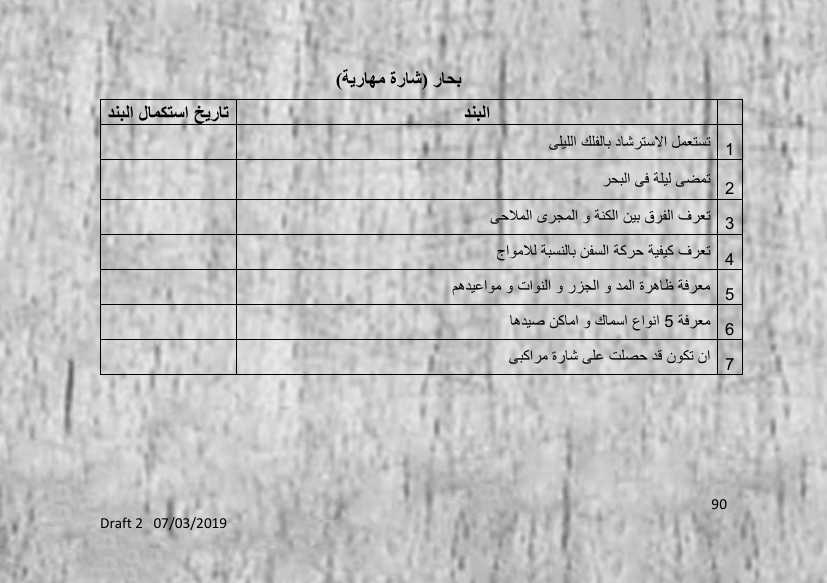 بحار (شارة مهارية)
البند تاريخ استكمال البند
1 تستعمل الاسترشاد بالفلك الليلى
2 تمضى ليلة فى البحر
3 تعرف الفرق بين الكنة و المجرى الملاحى
4 تعرف كيفية حركة السفن بالنسبة للامواج
5 معرفة ظاهرة المد و الجزر و النوات و مواعيدهم
6 معرفة 5 انواع اسماك و اماكن صيدها
7 ان تكون قد حصلت على شارة مراكبى
90
Draft 2 07/03/2019